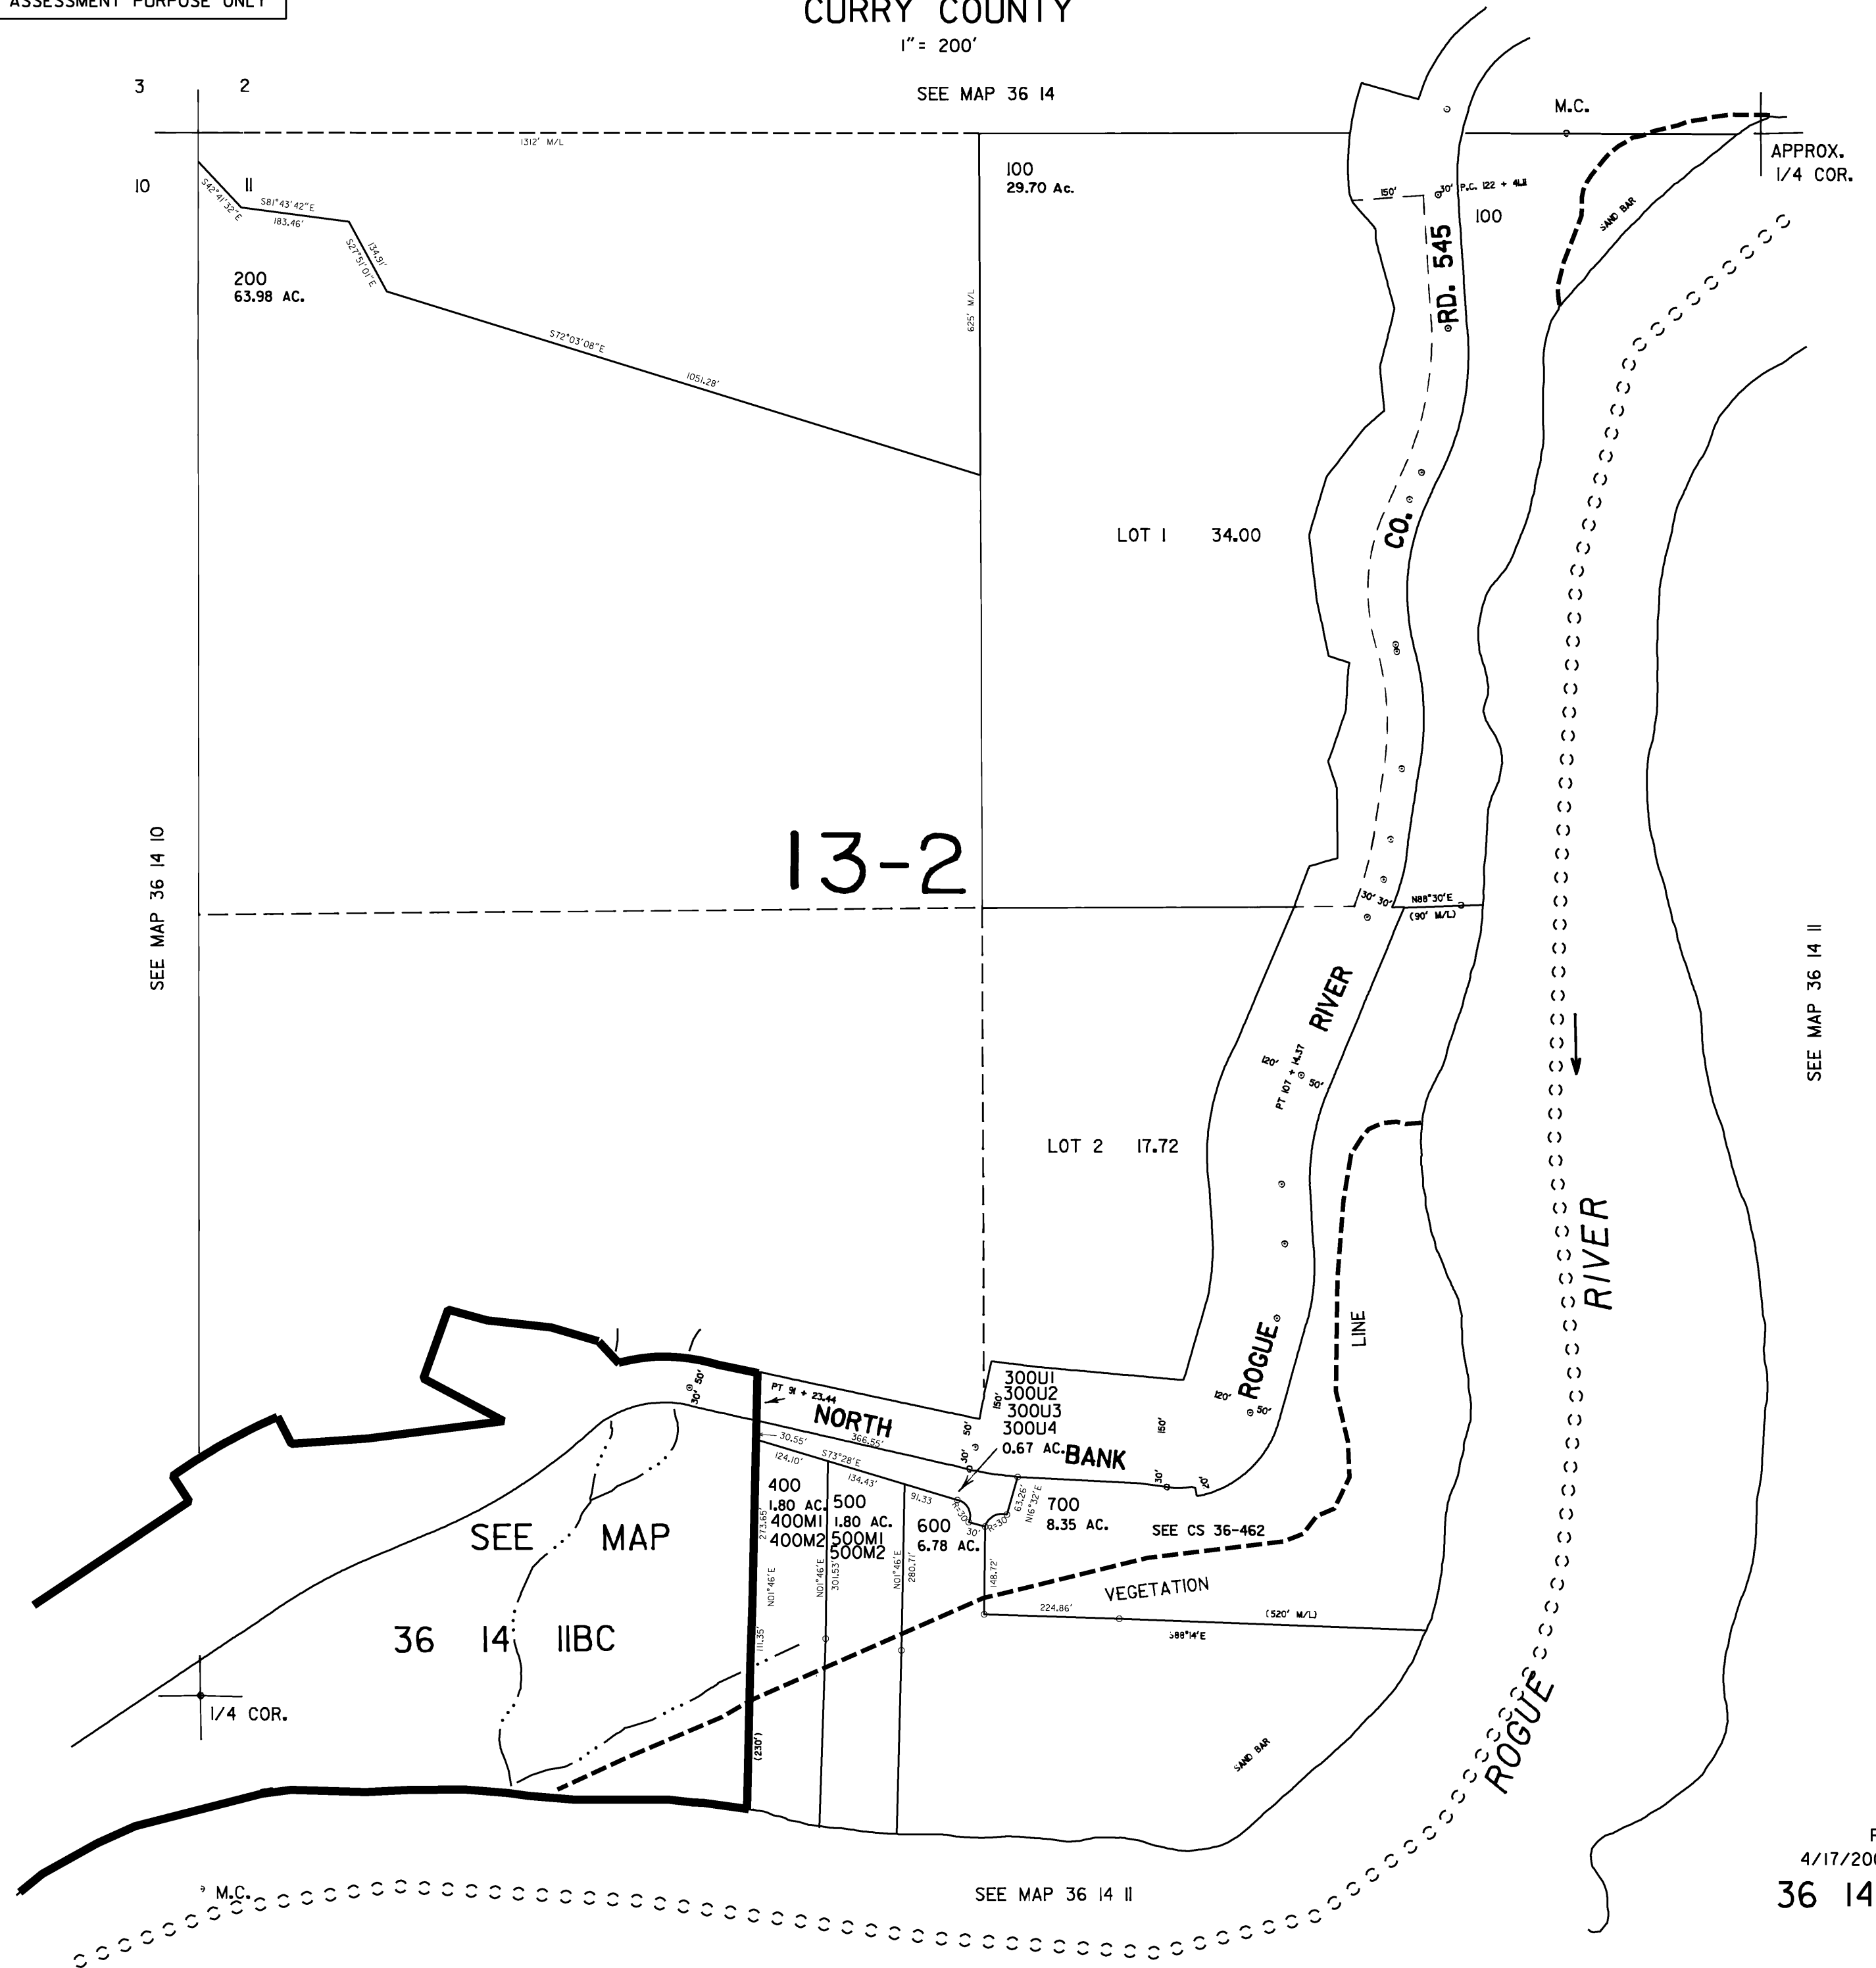 ASSESSMENT PURPOSE ONLY
CURRY COUNTY
1"= 200'
SEE MAP 36 14
3
2
10
11
1312' M/L
M.C.
APPROX.
1/4 COR.
S42°41'32"E
S81°43'42"E
183.46'
134.91'
S27°51'01"E
200
63.98 AC.
S72°03'08"E
1051.28'
625' M/L
100
29.70 Ac.
150'
30'
P.C. 122 +
100
SAND BAR
CO. RD. 545
LOT 1 34.00
13-2
SEE MAP 36 14 10
30' 30'
N88°30'E
(90' M/L)
SEE MAP 36 14 11
RIVER
120'
PT 107 + 14.37
50'
LOT 2 17.72
RIVER
LINE
ROGUE
120'
50'
30' 50'
PT 91 + 23.44
NORTH
366.55'
30.55'
S73°28'E
124.10'
134.43'
91.33
50'
30'
150'
300U1
300U2
300U3
300U4
0.67 AC.
BANK
150'
30'
20'
400
1.80 AC.
400M1
400M2
500
1.80 AC.
500M1
500M2
600
6.78 AC.
R=30'
30'
R=30'
63.26'
N16°32'E
700
8.35 AC.
SEE CS 36-462
273.65'
N01°46'E
111.35'
N01°46'E
301.53'
N01°46'E
280.71'
148.72'
VEGETATION
224.86'
(520' M/L)
S88°14'E
SEE MAP
36 14 11BC
1/4 COR.
(230')
SAND BAR
ROGUE
M.C.
SEE MAP 36 14 11
4/17/200
36 14